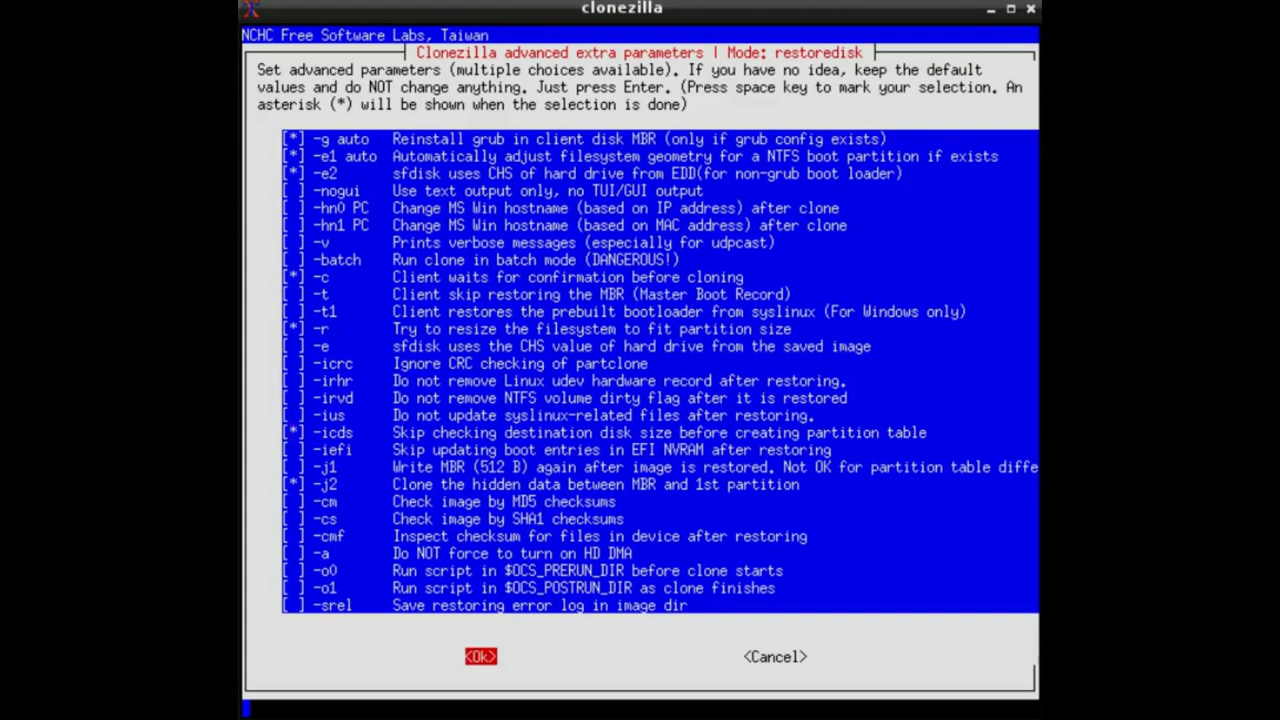 clonezilla
NCHC Free Software Labs, Taiwan
Clonezilla advanced extra parameters | Mode: restoredisk
Set advanced parameters (multiple choices available). If you have no idea, keep the default
values and do NOT change anything. Just press Enter. (Press space key to mark your selection. An
asterisk (*) will be shown when the selection is done)
[*] -g auto Reinstall grub in client disk MBR (only if grub config exists)
[*] -e1 auto Automatically adjust filesystem geometry for a NTFS boot partition if exists
[*] -e2 sfdisk uses CHS of hard drive from EDD(for non-grub boot loader)
[ ] -nogui Use text output only, no TUI/GUI output
[ ] -hn0 PC Change MS Win hostname (based on IP address) after clone
[ ] -hn1 PC Change MS Win hostname (based on MAC address) after clone
[ ] -v Prints verbose messages (especially for udpcast)
[ ] -batch Run clone in batch mode (DANGEROUS!)
[*] -c Client waits for confirmation before cloning
[ ] -t Client skip restoring the MBR (Master Boot Record)
[ ] -t1 Client restores the prebuilt bootloader from syslinux (For Windows only)
[*] -r Try to resize the filesystem to fit partition size
[ ] -e sfdisk uses the CHS value of hard drive from the saved image
[ ] -icrc Ignore CRC checking of partclone
[ ] -irhr Do not remove Linux udev hardware record after restoring.
[ ] -irvd Do not remove NTFS volume dirty flag after it is restored
[ ] -ius Do not update syslinux-related files after restoring.
[*] -icds Skip checking destination disk size before creating partition table
[ ] -iefi Skip updating boot entries in EFI NVRAM after restoring
[ ] -j1 Write MBR (512 B) again after image is restored. Not OK for partition table diffe
[*] -j2 Clone the hidden data between MBR and 1st partition
[ ] -cm Check image by MD5 checksums
[ ] -cs Check image by SHA1 checksums
[ ] -cmf Inspect checksum for files in device after restoring
[ ] -a Do NOT force to turn on HD DMA
[ ] -o0 Run script in $OCS_PRERUN_DIR before clone starts
[ ] -o1 Run script in $OCS_POSTRUN_DIR as clone finishes
[ ] -srel Save restoring error log in image dir
<Ok> <Cancel>